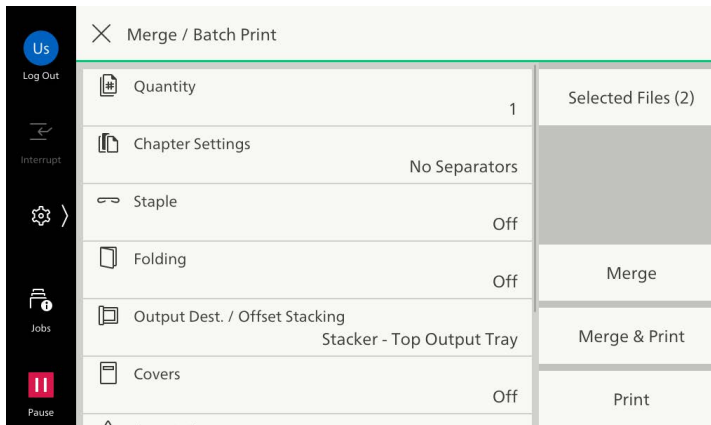 Us
Log Out
Interrupt
Jobs
Pause
Merge / Batch Print
Quantity
1
Chapter Settings
No Separators
Staple
Off
Folding
Off
Output Dest. / Offset Stacking
Stacker - Top Output Tray
Covers
Off
Selected Files (2)
Merge
Merge & Print
Print